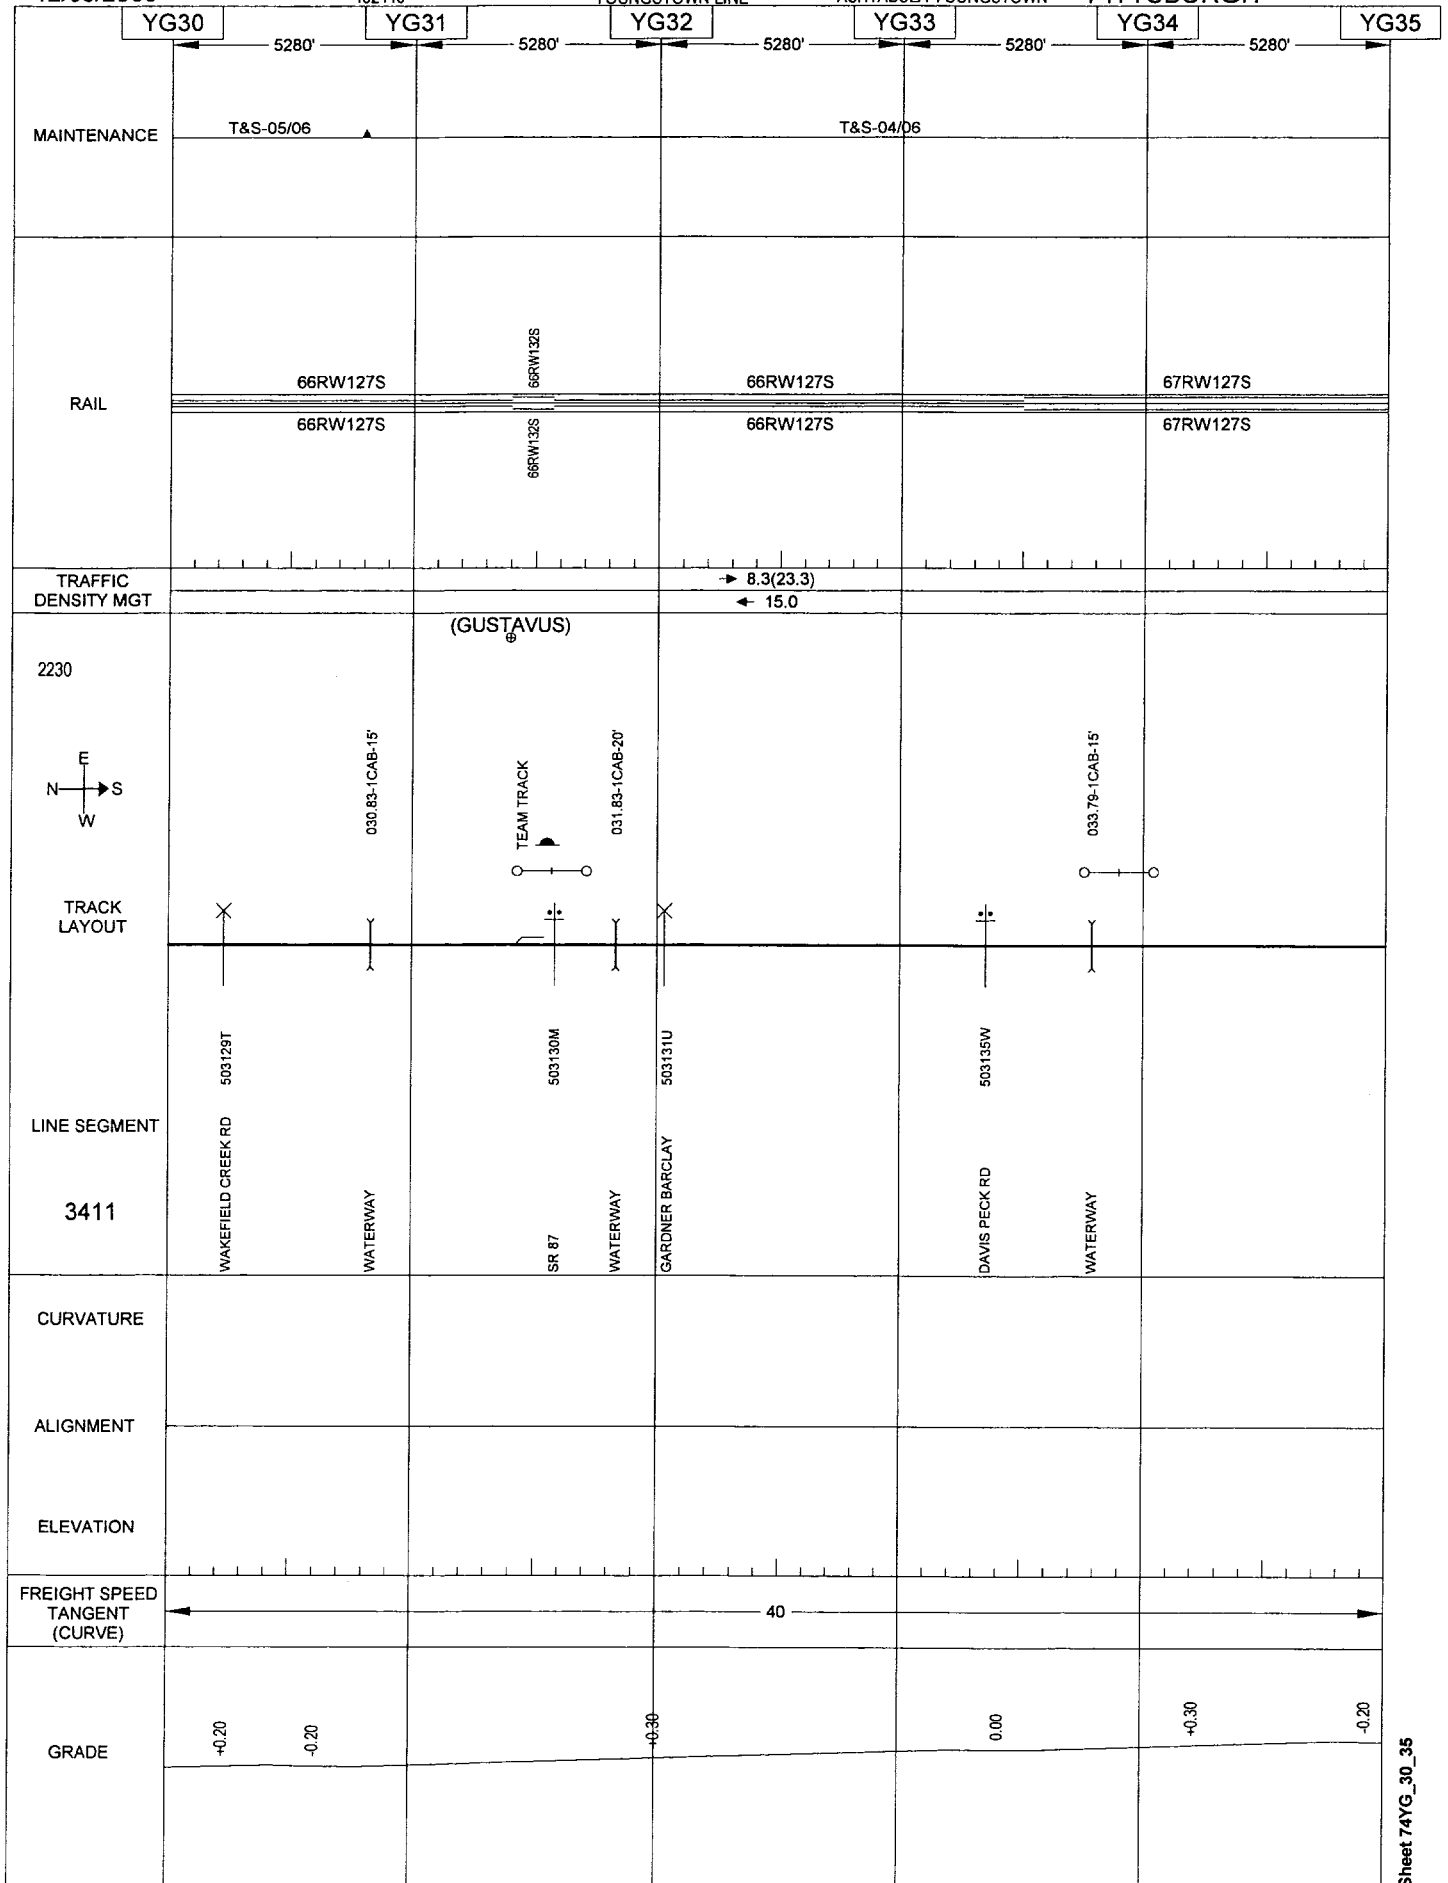 YG30 YG31 YG32 YG33 YG34 YG35
5280' 5280' 5280' 5280' 5280'
MAINTENANCE T&S-05/06 T&S-04/06
66RW132S
66RW127S 66RW127S 67RW127S
RAIL
66RW127S 66RW127S 67RW127S
66RW132S
TRAFFIC
DENSITY MGT
8.3(23.3)
15.0
(GUSTAVUS)
2230
E
N S
W
030.83-1CAB-15'
TEAM TRACK
031.83-1CAB-20'
033.79-1CAB-15'
TRACK
LAYOUT
503129T
503130M
503131U
503135W
LINE SEGMENT
3411
WAKEFIELD CREEK RD
WATERWAY
SR 87
WATERWAY
GARDNER BARCLAY
DAVIS PECK RD
WATERWAY
CURVATURE
ALIGNMENT
ELEVATION
FREIGHT SPEED
TANGENT
(CURVE)
40
GRADE
+0.20
-0.20
+0.30
0.00
+0.30
-0.20
Sheet 74YG_30_35